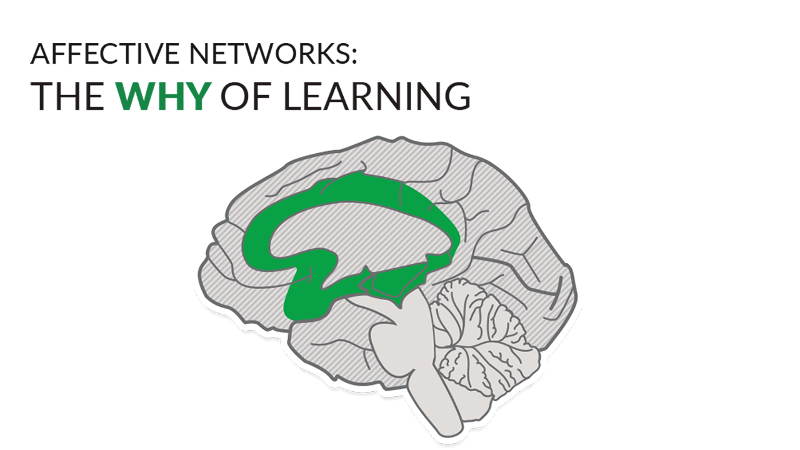 AFFECTIVE NETWORKS:
THE WHY OF LEARNING